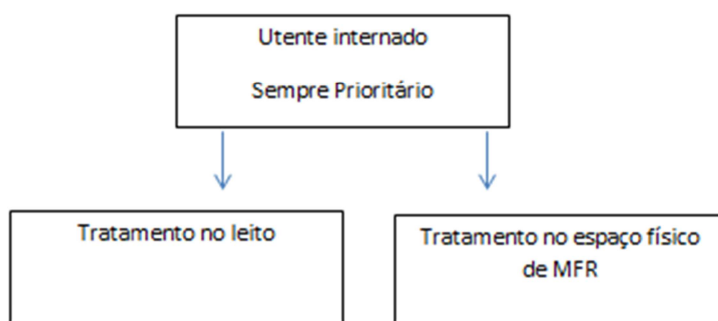 Utente internado
Sempre Prioritário
Tratamento no leito
Tratamento no espaço físico
de MFR